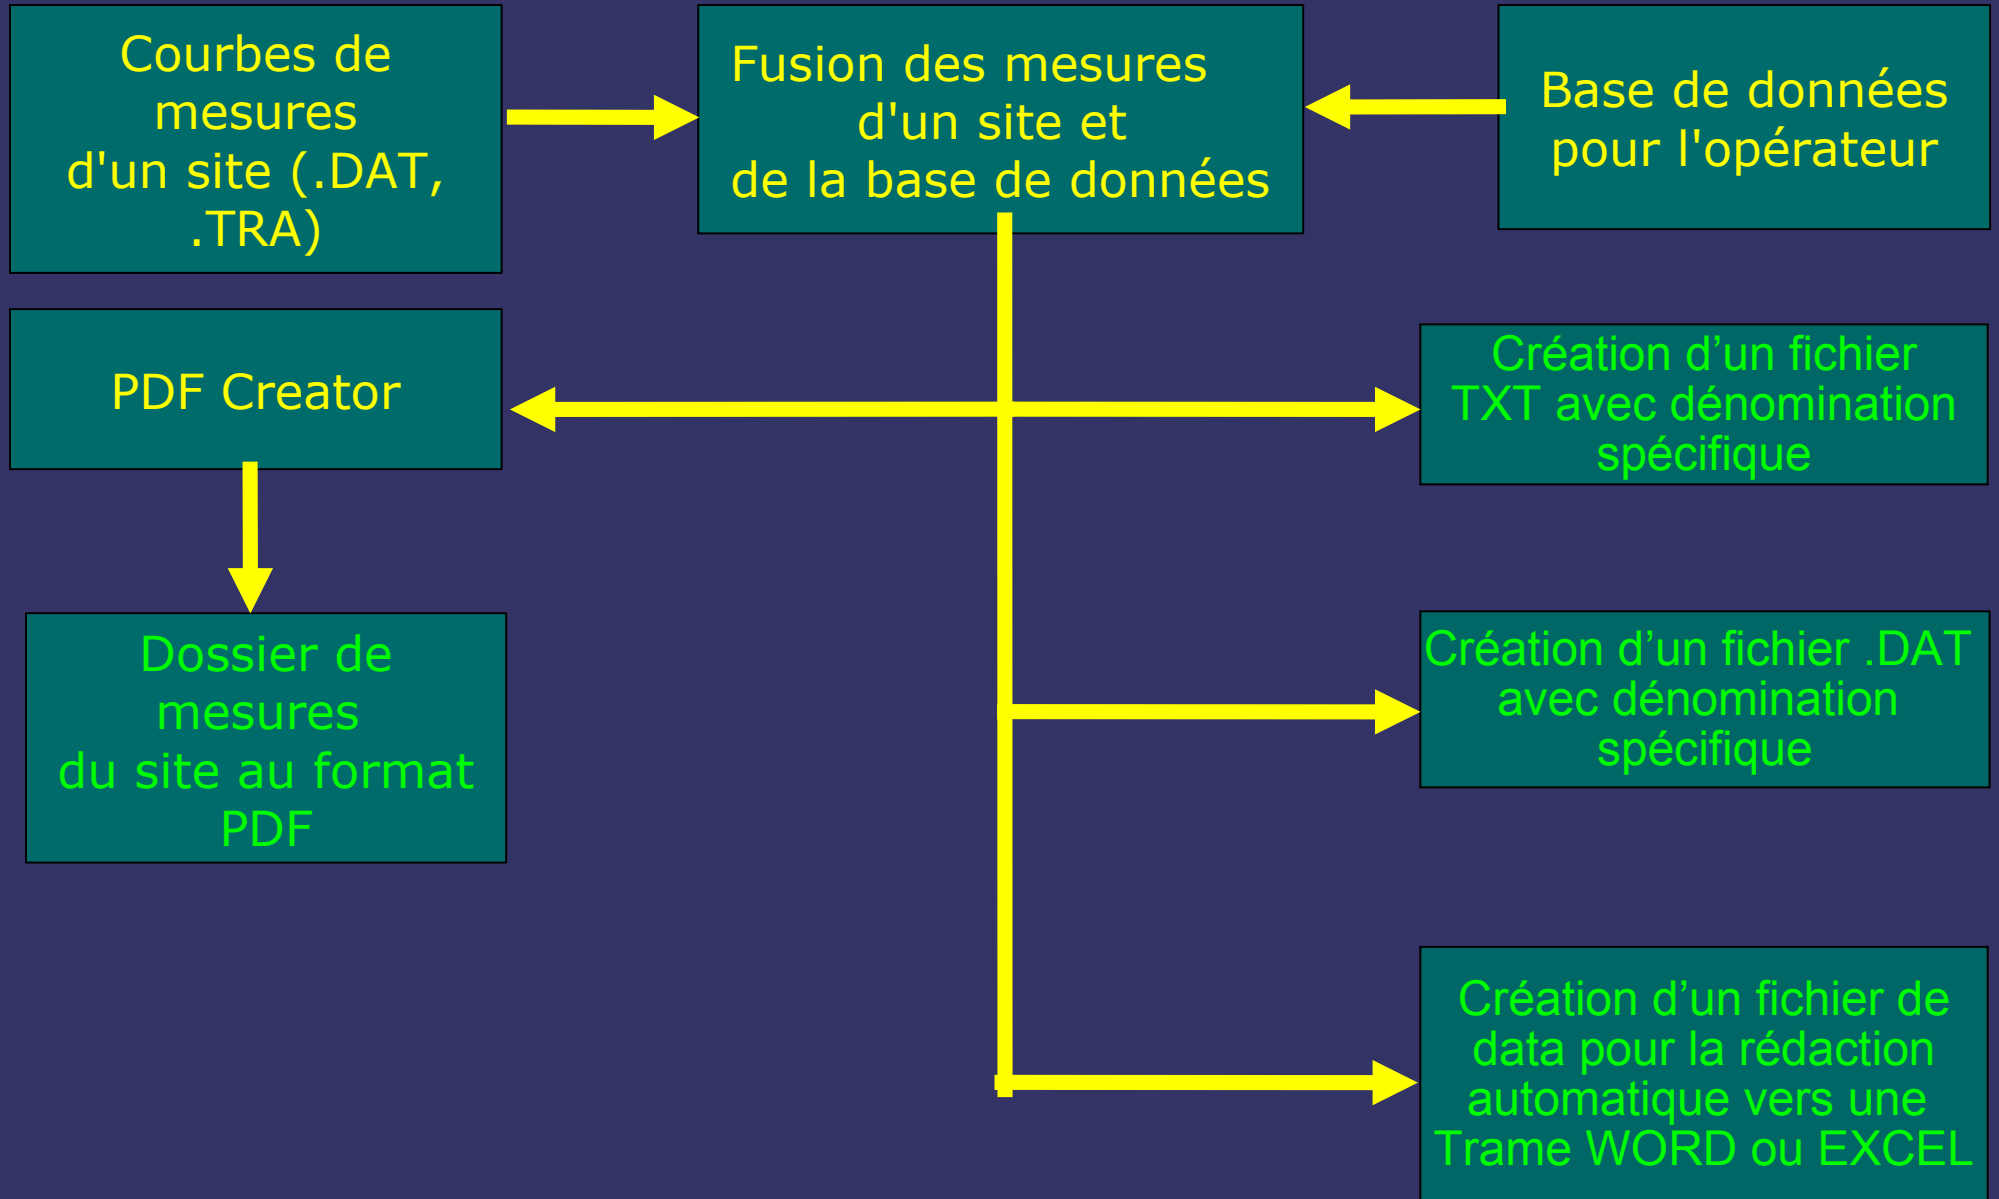 Courbes de
mesures
d'un site (.DAT,
.TRA)
Fusion des mesures
d'un site et
de la base de données
Base de données
pour l'opérateur
PDF Creator
Création d’un fichier
TXT avec dénomination
spécifique
Dossier de
mesures
du site au format
PDF
Création d’un fichier .DAT
avec dénomination
spécifique
Création d’un fichier de
data pour la rédaction
automatique vers une
Trame WORD ou EXCEL